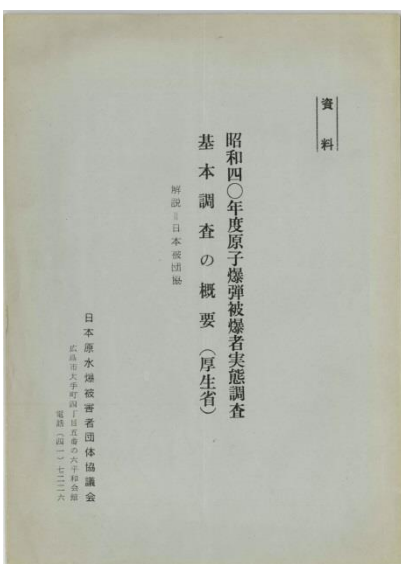 資料
昭和四〇年度原子爆弾被爆者実態調査
基本調査の概要（厚生省）
解説＝日本被団協
日本原水爆被害者団体協議会
広島市大手町四丁目五番の六平和会館
電話（四一）七二二六